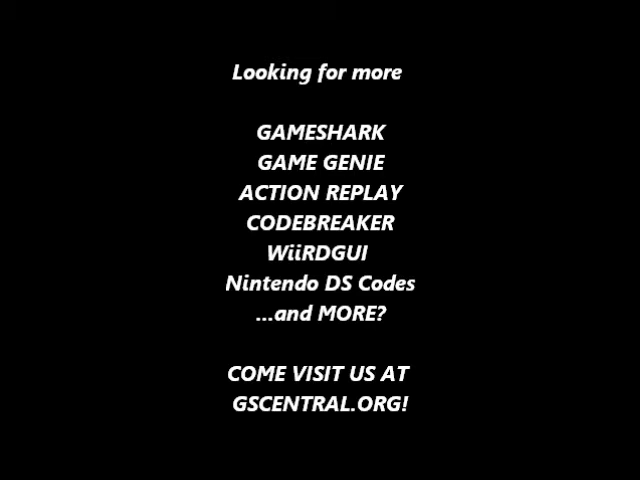 Looking for more
GAMESHARK
GAME GENIE
ACTION REPLAY
CODEBREAKER
WiiRDGUI
Nintendo DS Codes
...and MORE?
COME VISIT US AT
GSCENTRAL.ORG!